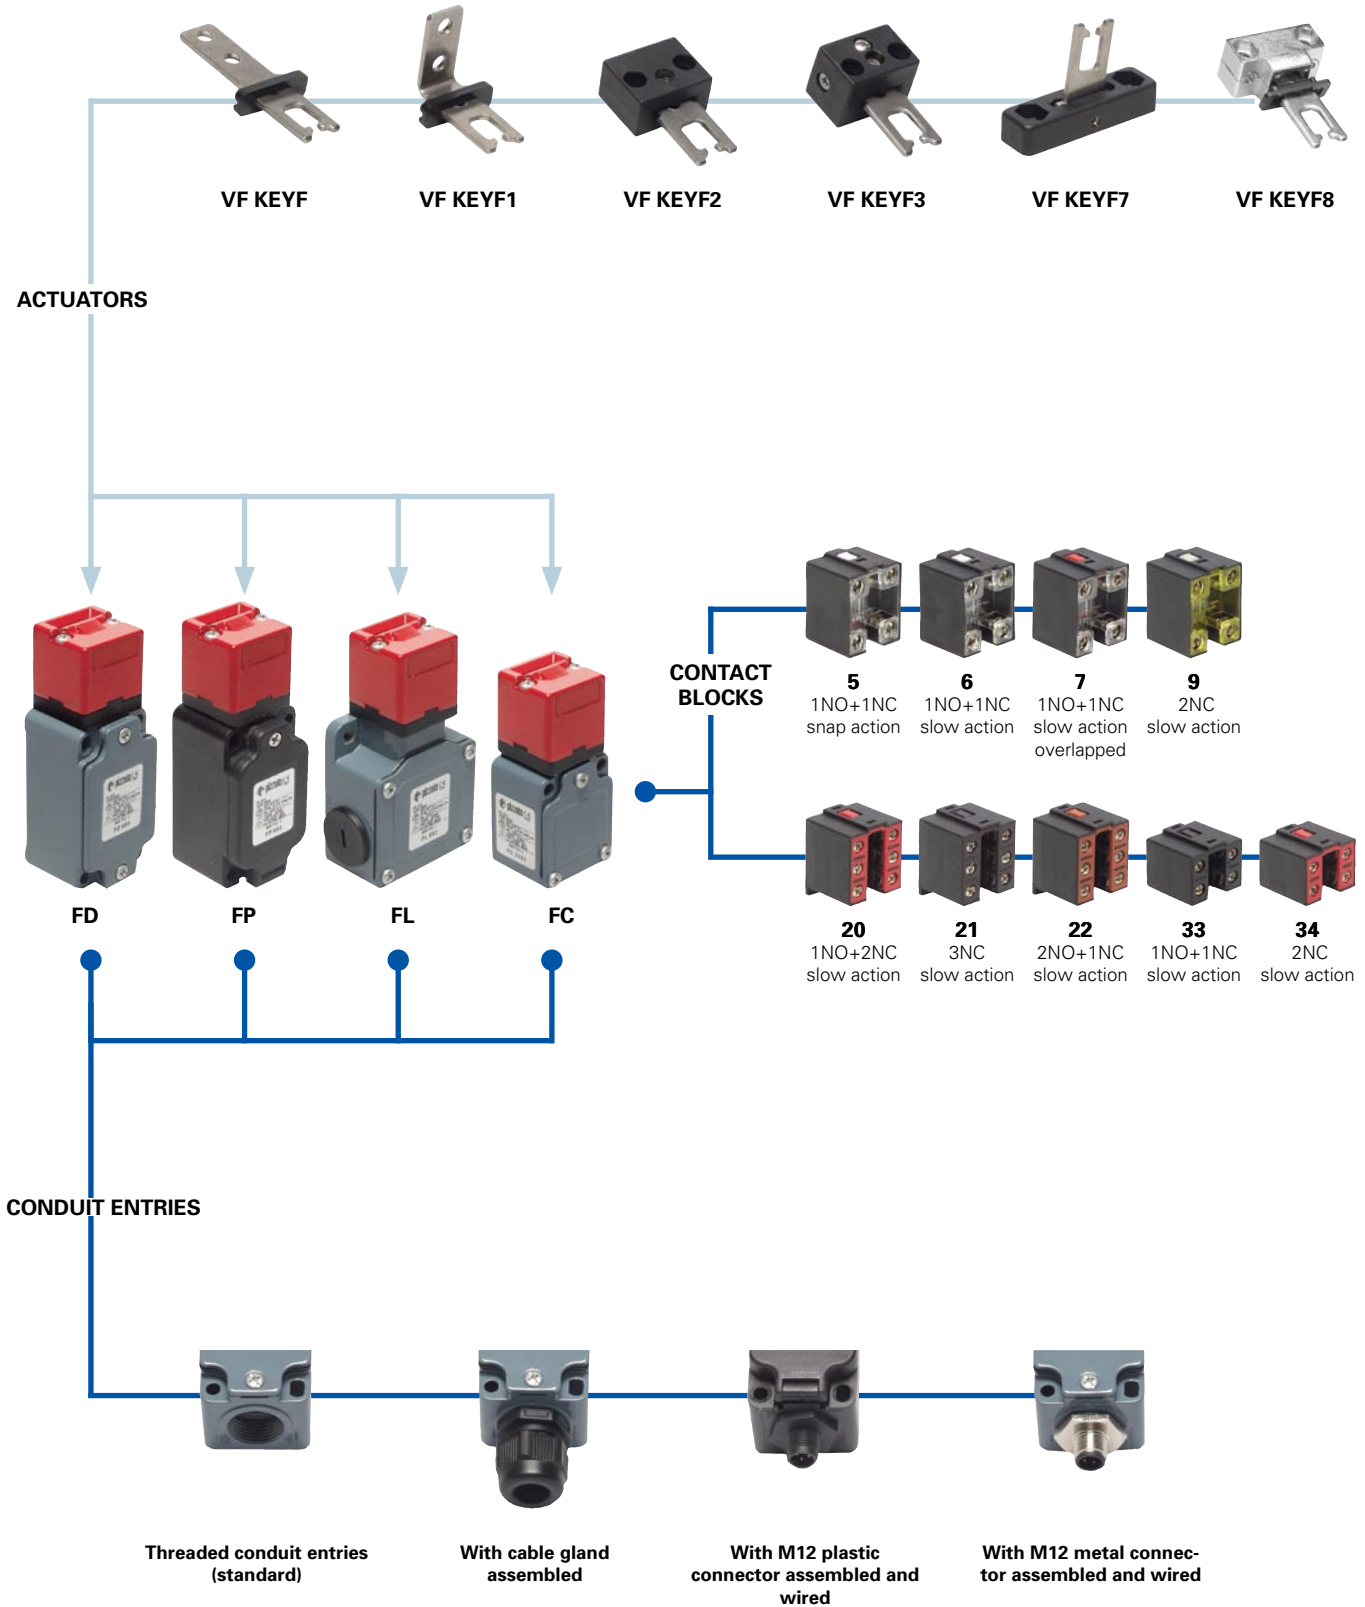 VF KEYF
VF KEYF1
VF KEYF2
VF KEYF3
VF KEYF7
VF KEYF8
ACTUATORS
CONTACT
BLOCKS
5
1NO+1NC
snap action
6
1NO+1NC
slow action
7
1NO+1NC
slow action
overlapped
9
2NC
slow action
20
1NO+2NC
slow action
21
3NC
slow action
22
2NO+1NC
slow action
33
1NO+1NC
slow action
34
2NC
slow action
pizzato
pizzato
pizzato
FD
FP
FL
FC
CONDUIT ENTRIES
Threaded conduit entries
(standard)
With cable gland
assembled
With M12 plastic
connector assembled and
wired
With M12 metal connec-
tor assembled and wired